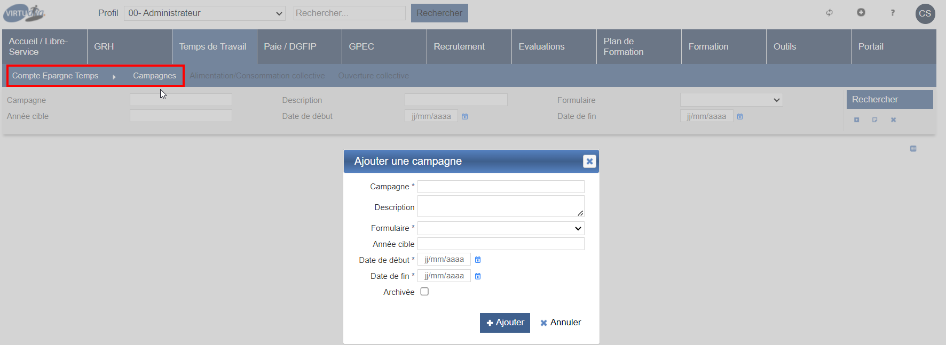 VIRTUALIA
Profil 00- Administrateur Rechercher... Rechercher ? CS
Accueil / Libre-Service GRH Temps de Travail Paie / DGFIP GPEC Recrutement Evaluations Plan de Formation Formation Outils Portail
Compte Epargne Temps Campagnes Alimentation/Consommation collective Ouverture collective
Campagne Description Formulaire Rechercher
Année cible Date de début jj/mm/aaaa Date de fin jj/mm/aaaa
Ajouter une campagne
Campagne *
Description
Formulaire *
Année cible
Date de début * jj/mm/aaaa
Date de fin * jj/mm/aaaa
Archivée
Ajouter Annuler